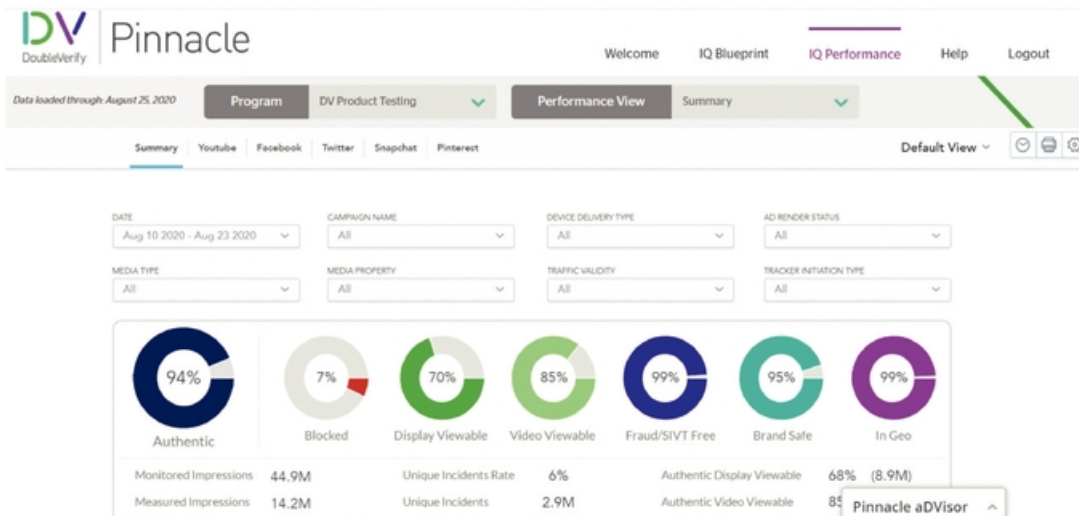 DV Pinnacle
DoubleVerify
Welcome IQ Blueprint IQ Performance Help Logout
Data loaded through: August 25, 2020 Program DV Product Testing Performance View Summary
Summary Youtube Facebook Twitter Snapchat Pinterest Default View
DATE CAMPAIGN NAME DEVICE DELIVERY TYPE AD RENDER STATUS
Aug 10 2020 - Aug 23 2020 All All All
MEDIA TYPE MEDIA PROPERTY TRAFFIC VALIDITY TRACKER INITIATION TYPE
All All All All
94% 7% 70% 85% 99% 95% 99%
Authentic Blocked Display Viewable Video Viewable Fraud/SIVT Free Brand Safe In Geo
Monitored Impressions 44.9M Unique Incidents Rate 6% Authentic Display Viewable 68% (8.9M)
Measured Impressions 14.2M Unique Incidents 2.9M Authentic Video Viewable
Pinnacle aDVisor